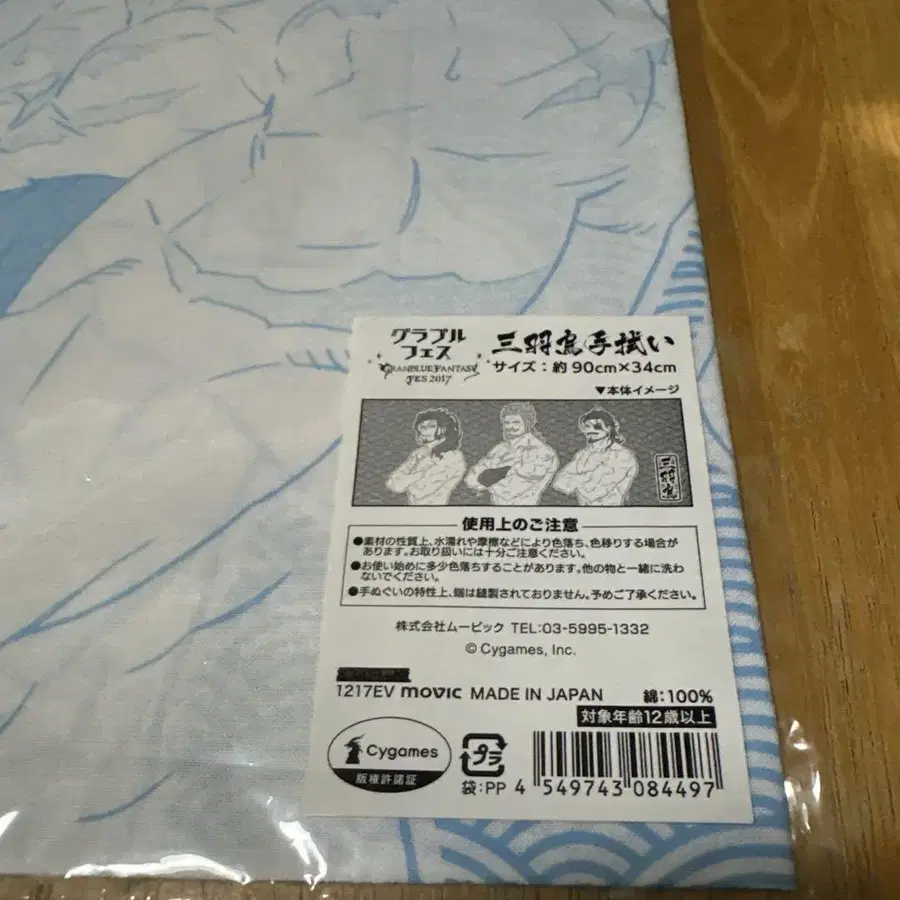 グラブル
フェス
GRANBLUE FANTASY
FES 2017
三羽烏手拭い
サイズ：約90cm×34cm
▼本体イメージ
三羽烏
使用上のご注意
●素材の性質上、水濡れや摩擦などにより色落ち、色移りする場合が
あります。お取り扱いには十分ご注意ください。
●お使い始めに多少色落ちすることがあります。他の物と一緒に洗わ
ないでください。
●手ぬぐいの特性上、端は縫製されておりません。予めご了承ください。
株式会社ムービック TEL:03-5995-1332
© Cygames, Inc.
1217EV movic MADE IN JAPAN 綿:100%
対象年齢12歳以上
Cygames
版権許諾証
プラ
袋:PP
4 549743 084497